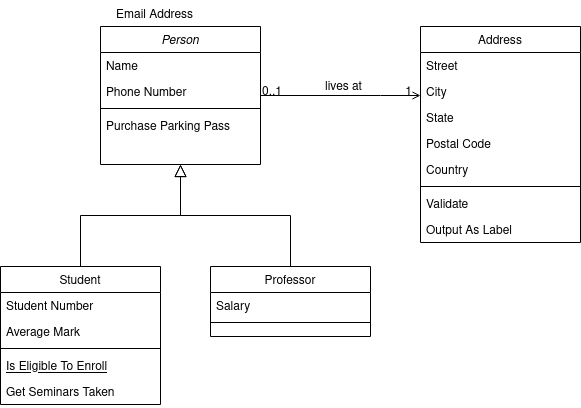 Email Address
Person
Name
Phone Number
Purchase Parking Pass
0..1
lives at
1
Address
Street
City
State
Postal Code
Country
Validate
Output As Label
Student
Student Number
Average Mark
Is Eligible To Enroll
Get Seminars Taken
Professor
Salary